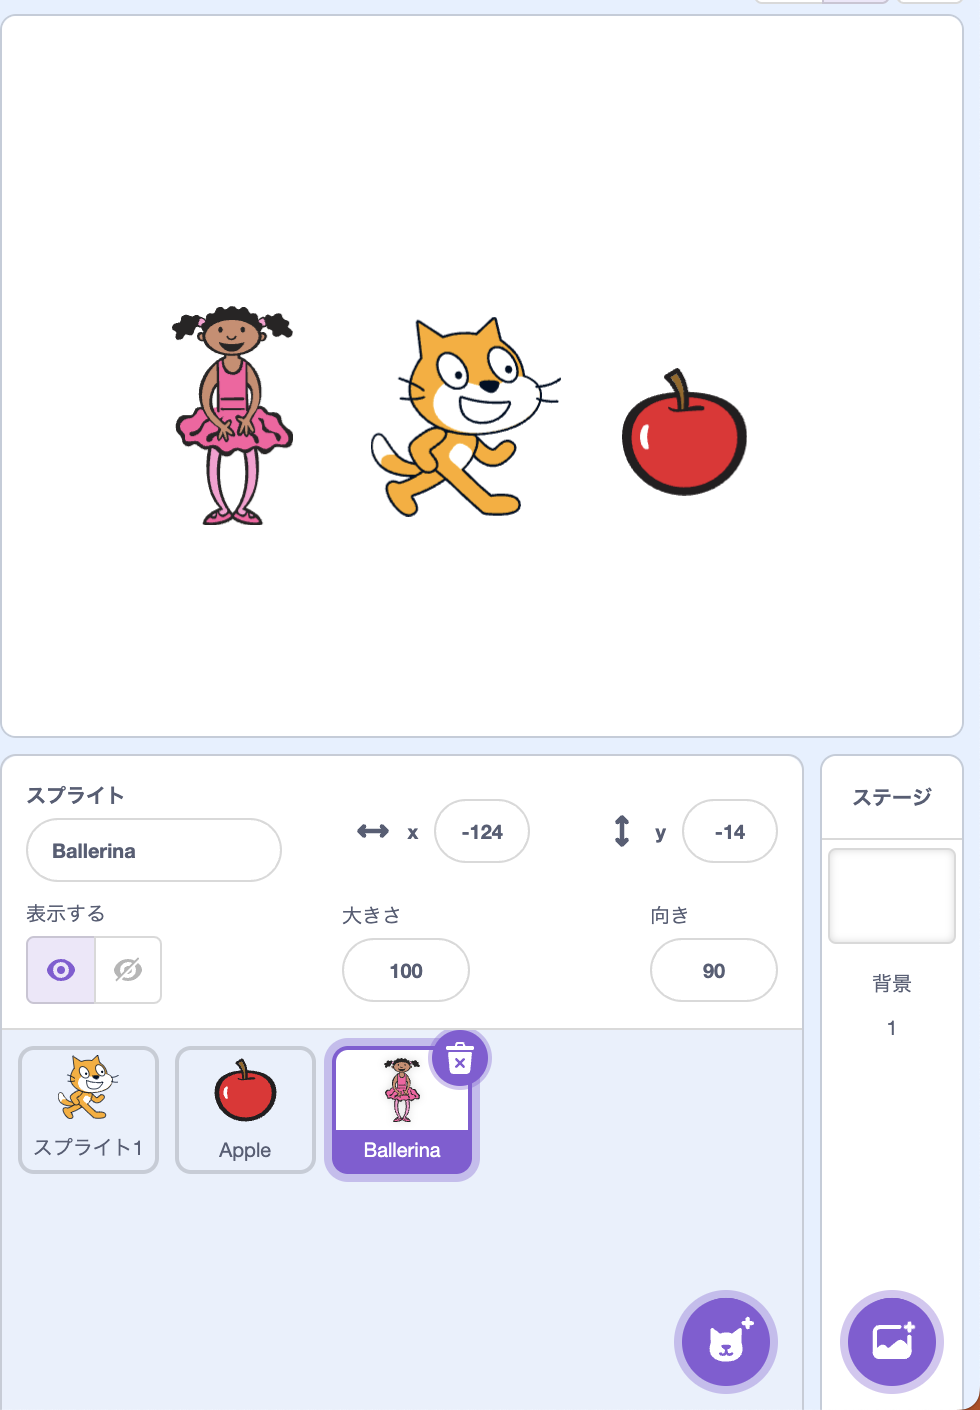 スプライト
Ballerina
x -124
y -14
表示する
大きさ
100
向き
90
スプライト1
Apple
Ballerina
ステージ
背景
1